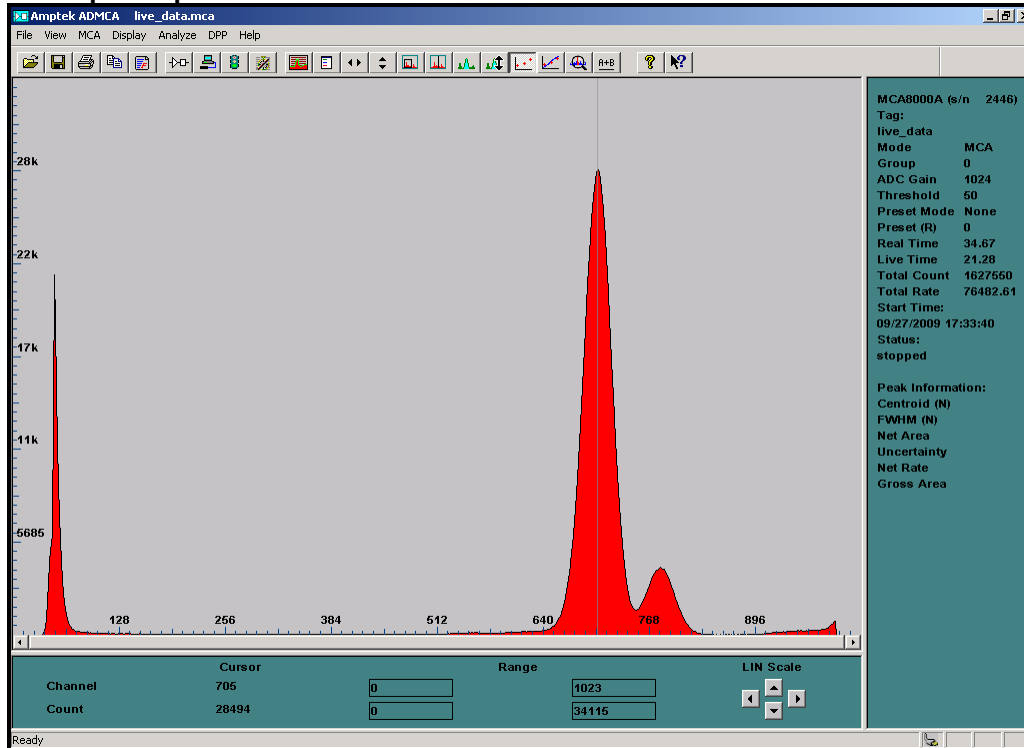 Amptek ADMCA    live_data.mca
File View MCA Display Analyze DPP Help
A+B
28k
22k
17k
11k
5685
128 256 384 512 640 768 896
MCA8000A (s/n 2446)
Tag:
live_data
Mode MCA
Group 0
ADC Gain 1024
Threshold 50
Preset Mode None
Preset (R) 0
Real Time 34.67
Live Time 21.28
Total Count 1627550
Total Rate 76482.61
Start Time:
09/27/2009 17:33:40
Status:
stopped
Peak Information:
Centroid (N)
FWHM (N)
Net Area
Uncertainty
Net Rate
Gross Area
Cursor Range LIN Scale
Channel 705 0 1023
Count 28494 0 34115
Ready